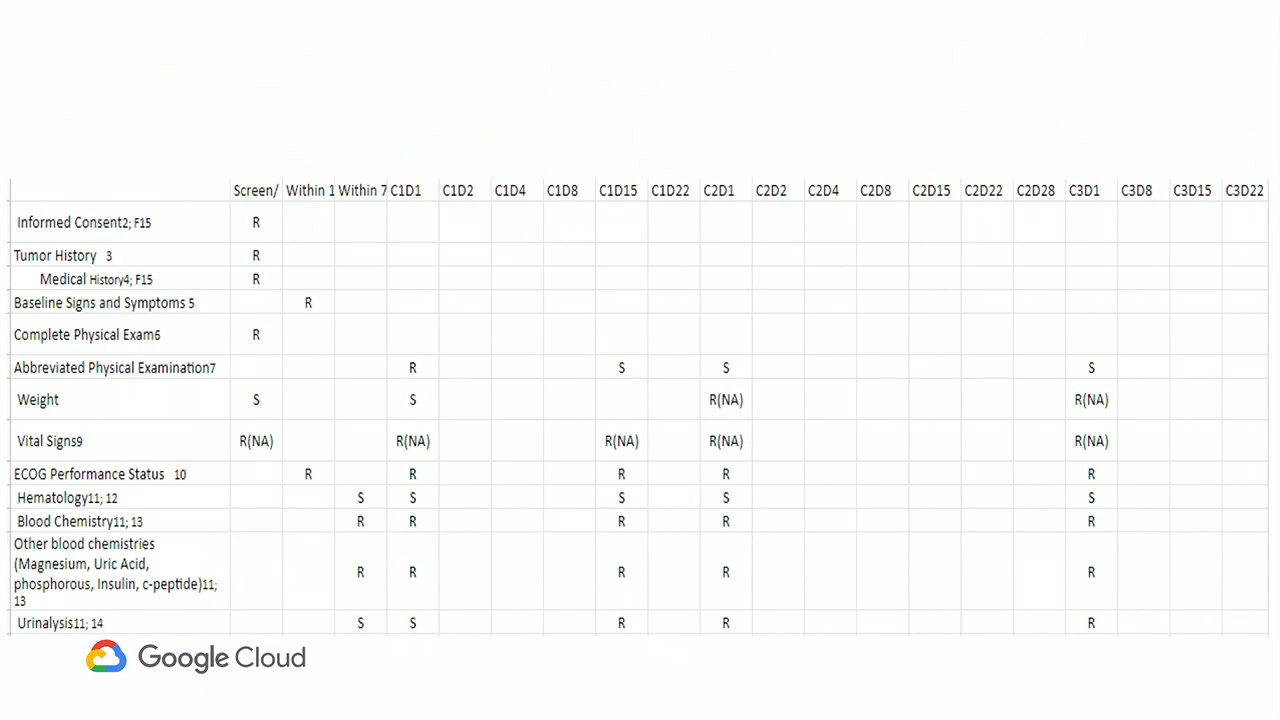 Screen/ Within 1 Within 7 C1D1 C1D2 C1D4 C1D8 C1D15 C1D22 C2D1 C2D2 C2D4 C2D8 C2D15 C2D22 C2D28 C3D1 C3D8 C3D15 C3D22
Informed Consent2; F15 R
Tumor History 3 R
Medical History4; F15 R
Baseline Signs and Symptoms 5 R
Complete Physical Exam6 R
Abbreviated Physical Examination7 R S S S
Weight S S R(NA) R(NA)
Vital Signs9 R(NA) R(NA) R(NA) R(NA) R(NA)
ECOG Performance Status 10 R R R R R
Hematology11; 12 S S S S S
Blood Chemistry11; 13 R R R R R
Other blood chemistries
(Magnesium, Uric Acid,
phosphorous, Insulin, c-peptide)11;
13 R R R R R
Urinalysis11; 14 S S R R R
Google Cloud